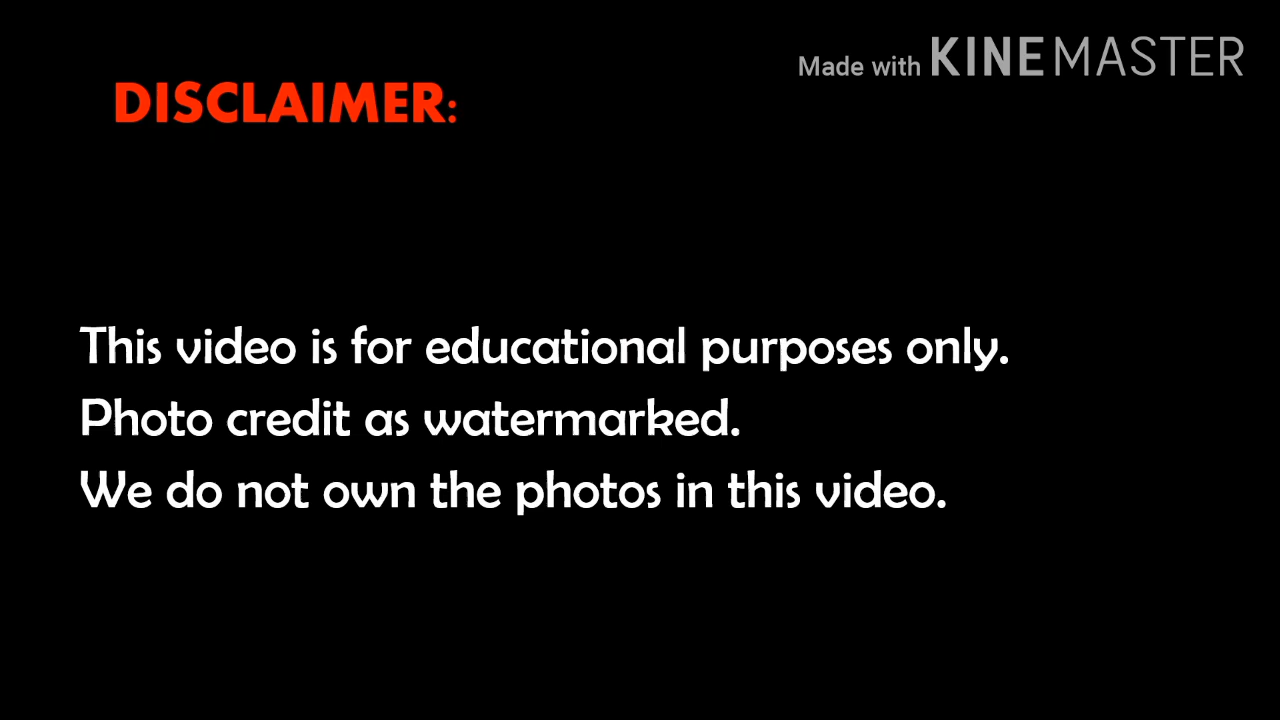 Made with KINEMASTER
DISCLAIMER:
This video is for educational purposes only.
Photo credit as watermarked.
We do not own the photos in this video.